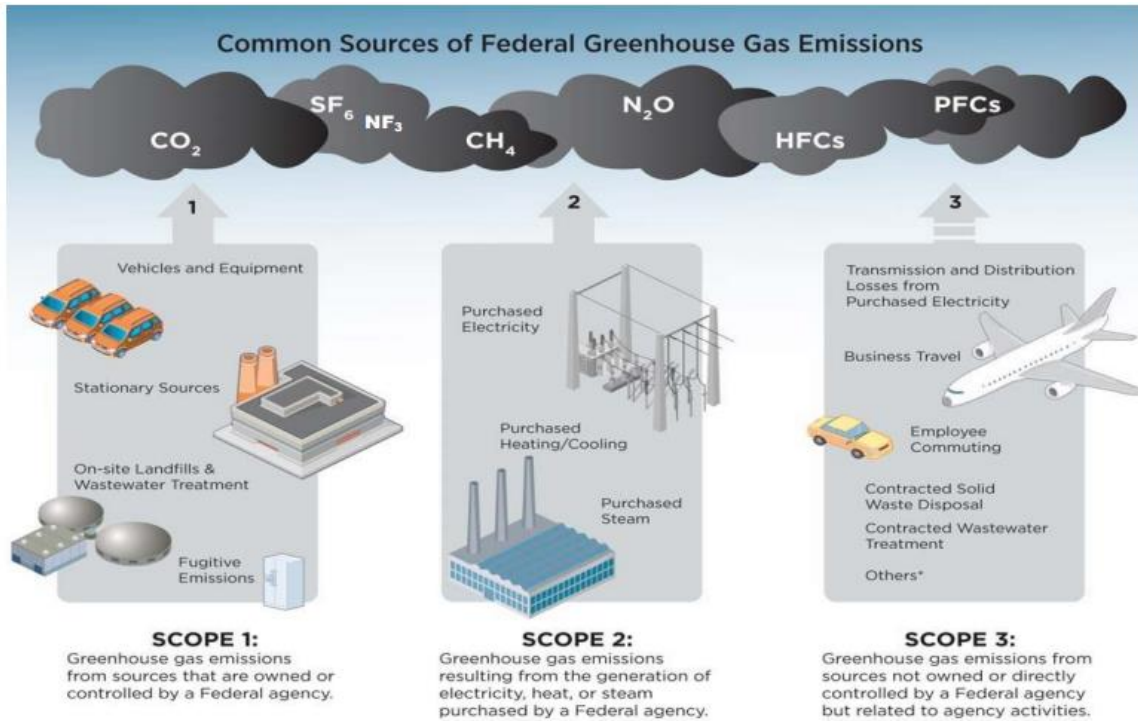 Common Sources of Federal Greenhouse Gas Emissions
CO₂
SF₆
NF₃
CH₄
N₂O
HFCs
PFCs
1
Vehicles and Equipment
Stationary Sources
On-site Landfills &
Wastewater Treatment
Fugitive
Emissions
SCOPE 1:
Greenhouse gas emissions
from sources that are owned or
controlled by a Federal agency.
2
Purchased
Electricity
Purchased
Heating/Cooling
Purchased
Steam
SCOPE 2:
Greenhouse gas emissions
resulting from the generation of
electricity, heat, or steam
purchased by a Federal agency.
3
Transmission and Distribution
Losses from
Purchased Electricity
Business Travel
Employee
Commuting
Contracted Solid
Waste Disposal
Contracted Wastewater
Treatment
Others*
SCOPE 3:
Greenhouse gas emissions from
sources not owned or directly
controlled by a Federal agency
but related to agency activities.